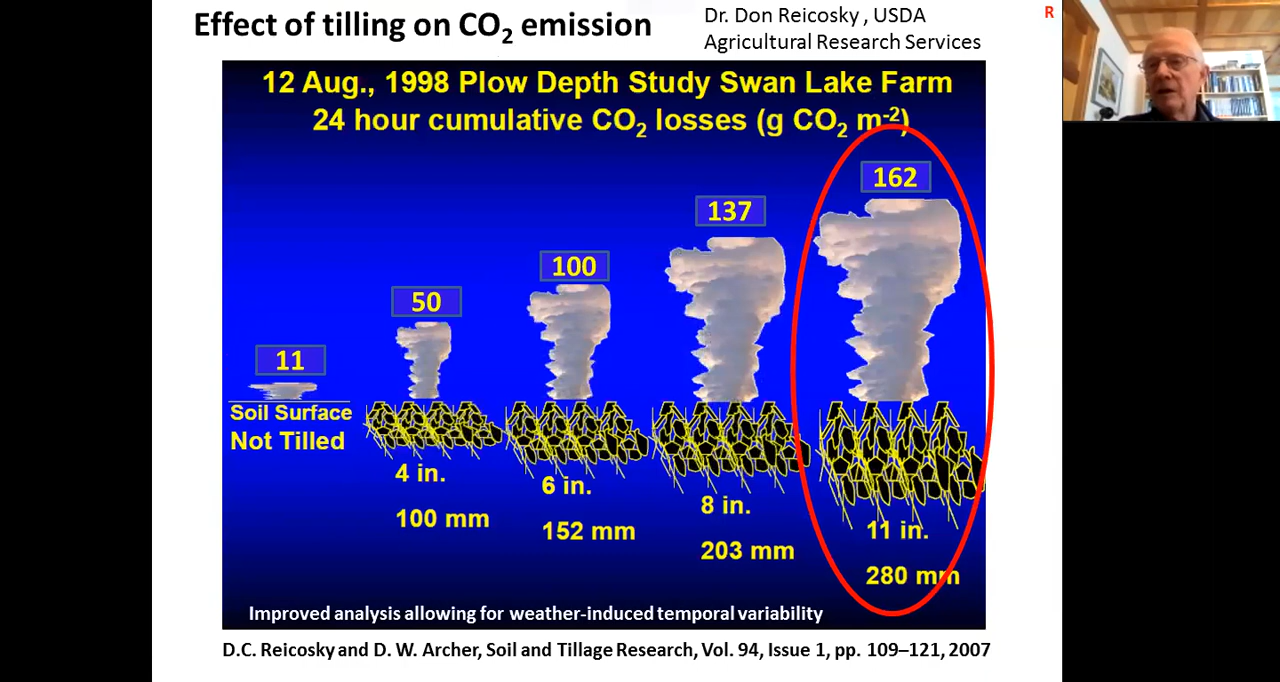 Effect of tilling on CO₂ emission
Dr. Don Reicosky , USDA
Agricultural Research Services
R
12 Aug., 1998 Plow Depth Study Swan Lake Farm
24 hour cumulative CO₂ losses (g CO₂ m⁻²)
11
50
100
137
162
Soil Surface
Not Tilled
4 in.
100 mm
6 in.
152 mm
8 in.
203 mm
11 in.
280 mm
Improved analysis allowing for weather-induced temporal variability
D.C. Reicosky and D. W. Archer, Soil and Tillage Research, Vol. 94, Issue 1, pp. 109–121, 2007